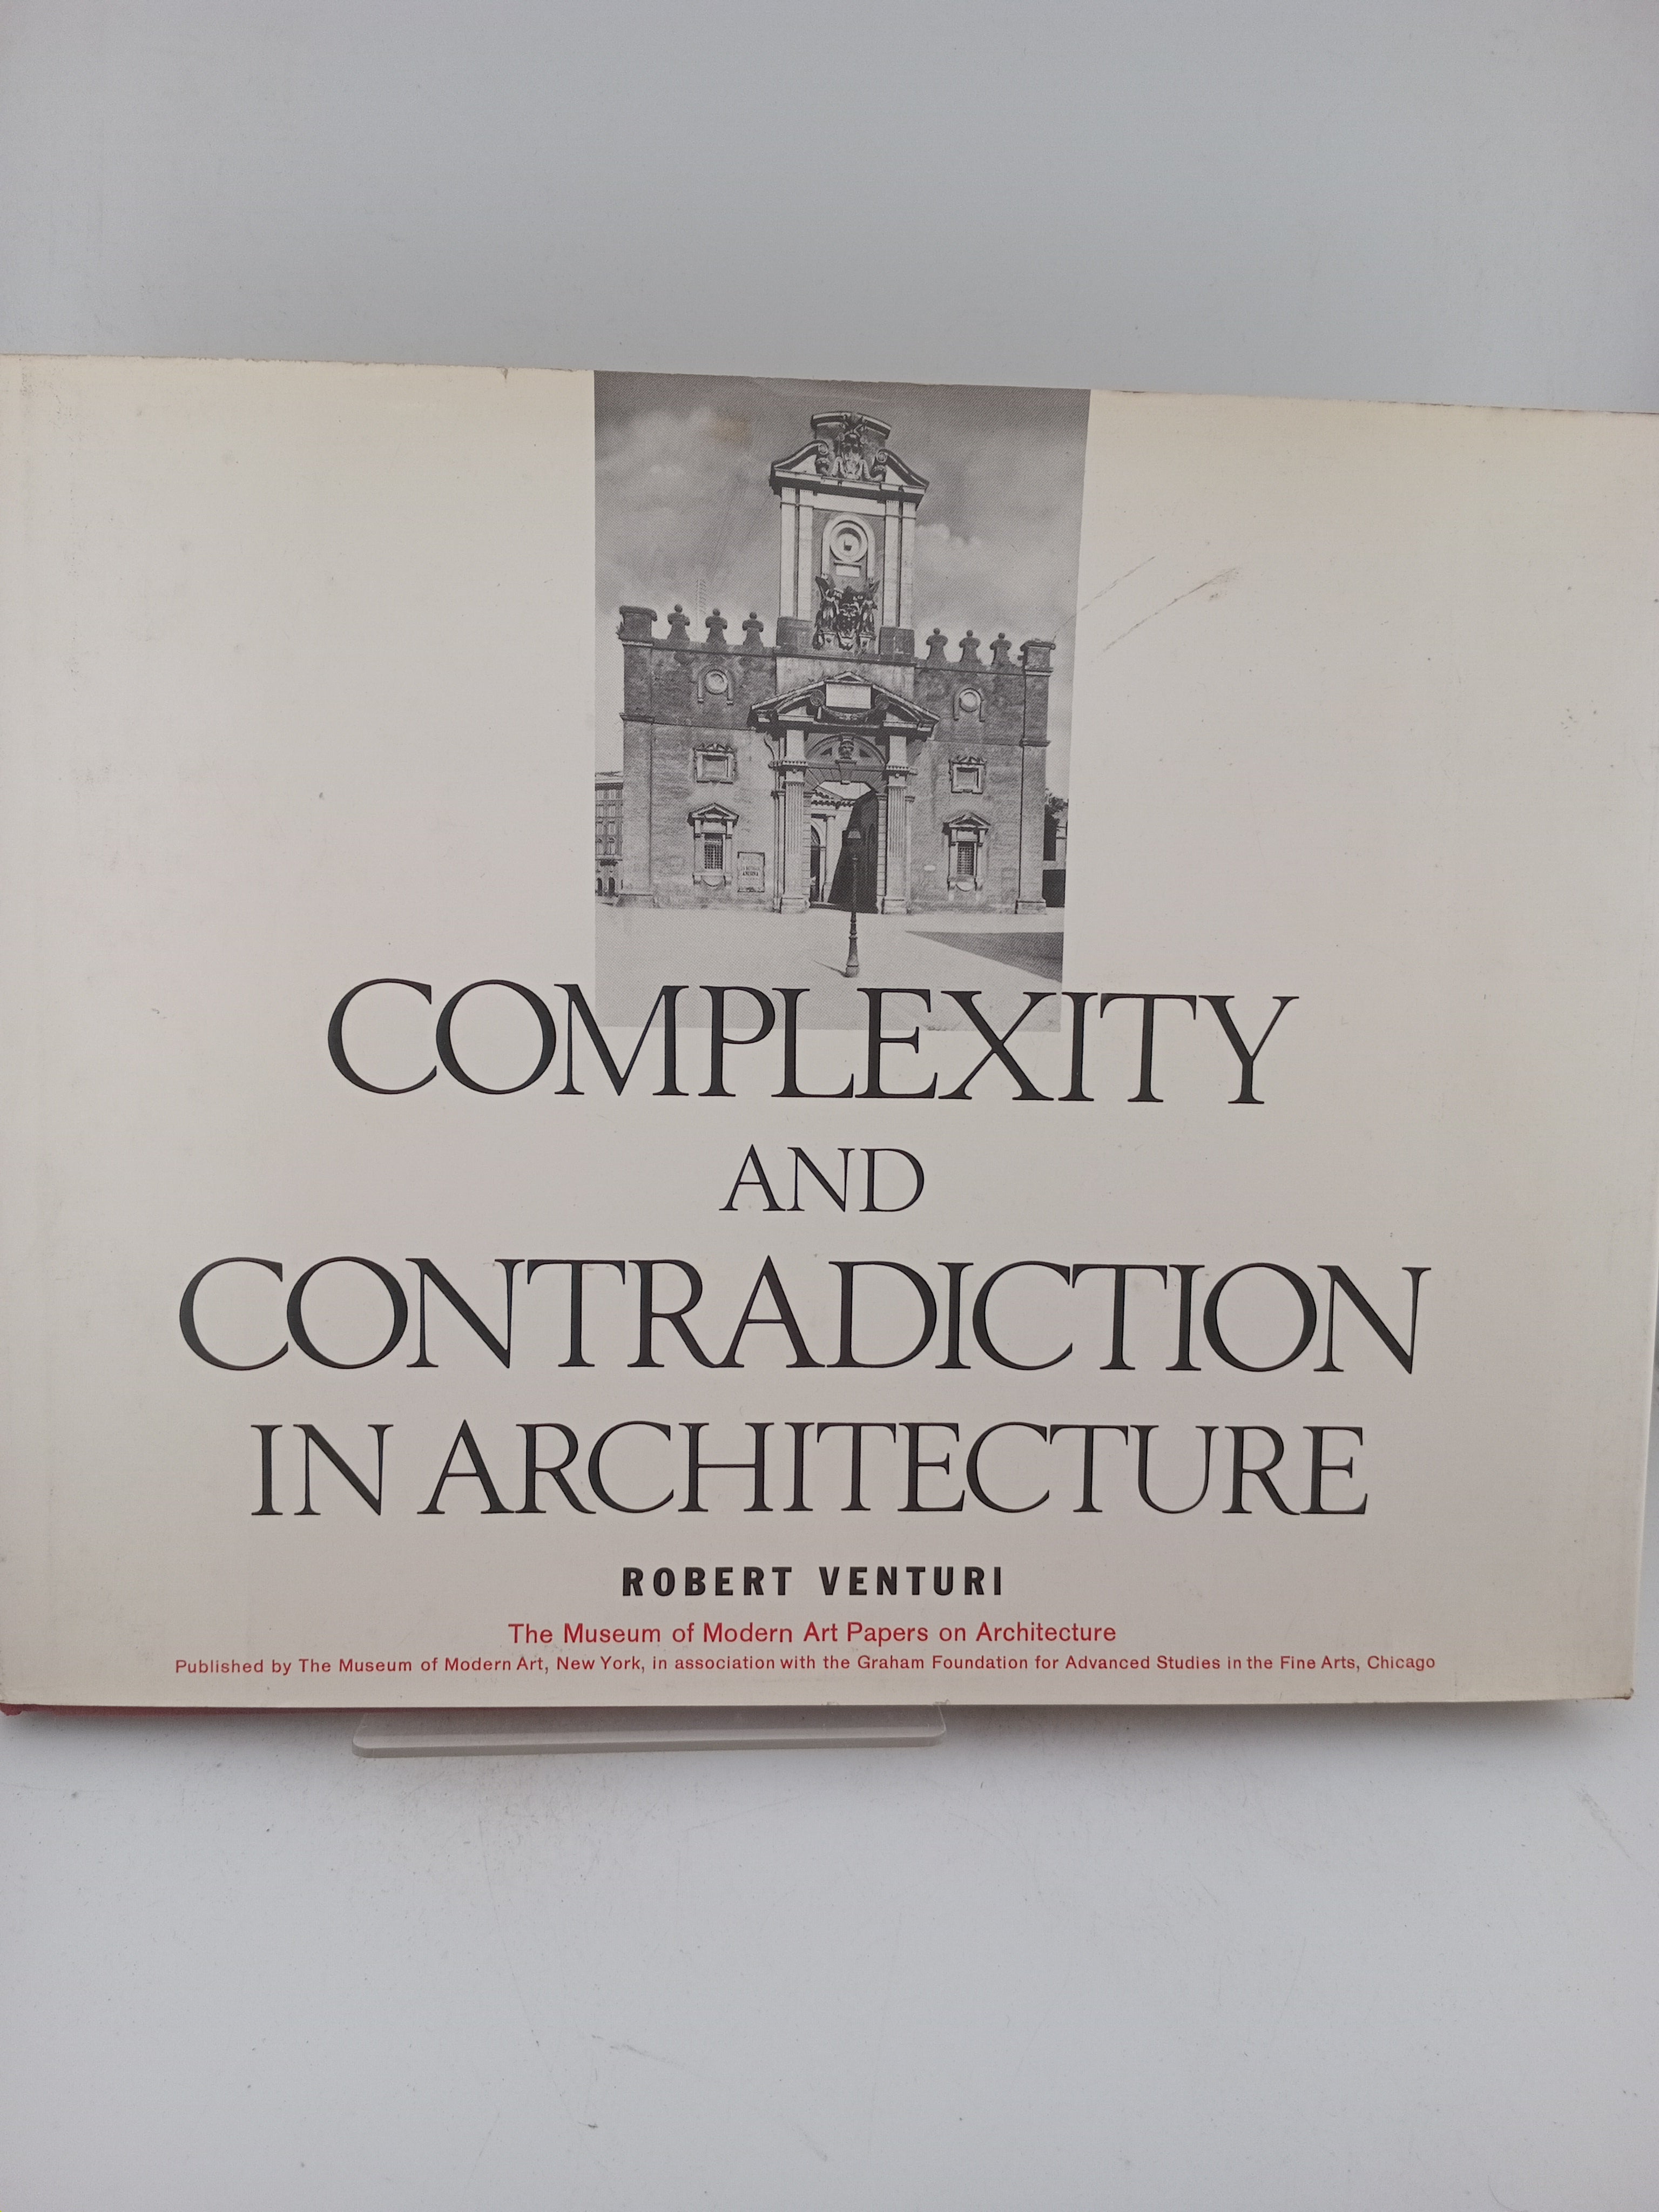 COMPLEXITY
AND
CONTRADICTION
IN ARCHITECTURE
ROBERT VENTURI
The Museum of Modern Art Papers on Architecture
Published by The Museum of Modern Art, New York, in association with the Graham Foundation for Advanced Studies in the Fine Arts, Chicago